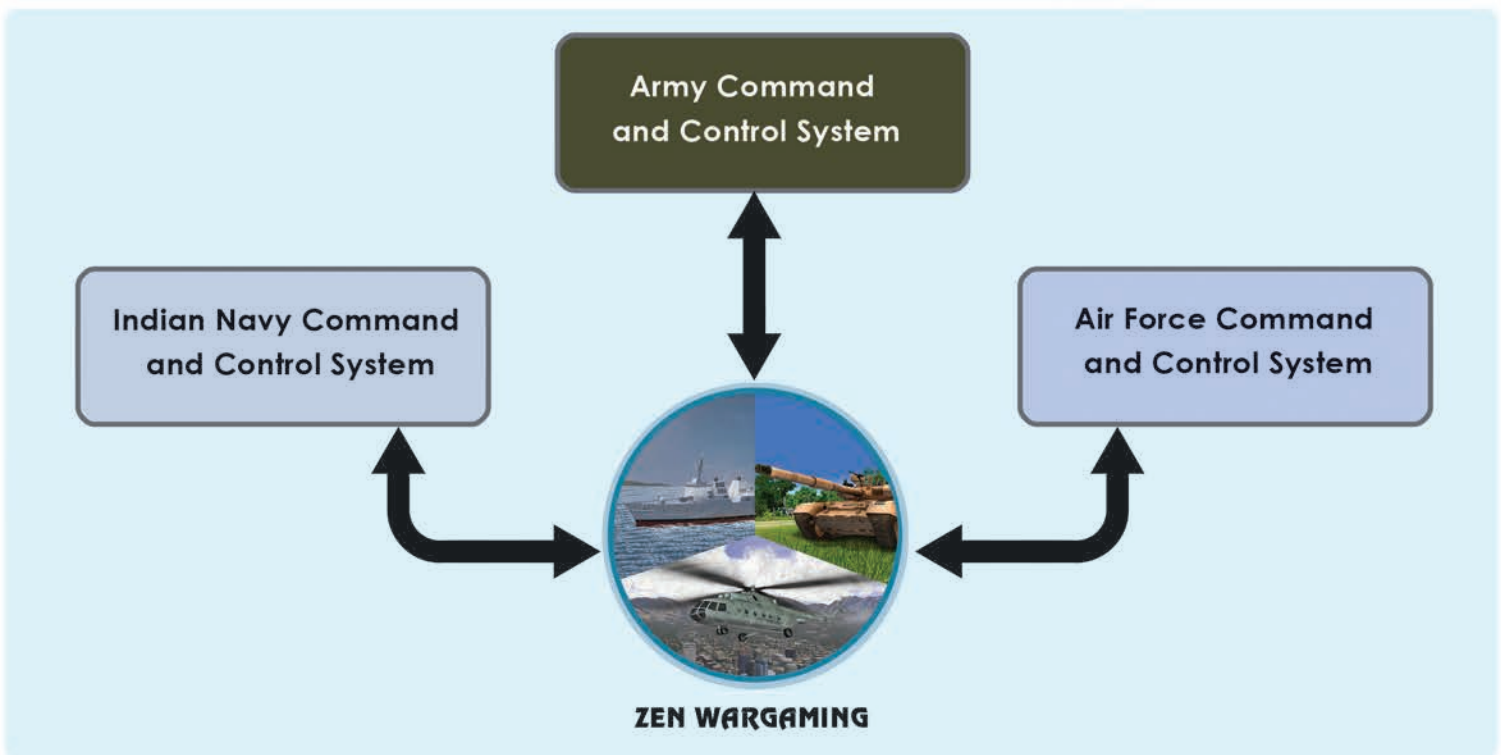 Army Command
and Control System
Indian Navy Command
and Control System
Air Force Command
and Control System
ZEN WARGAMING